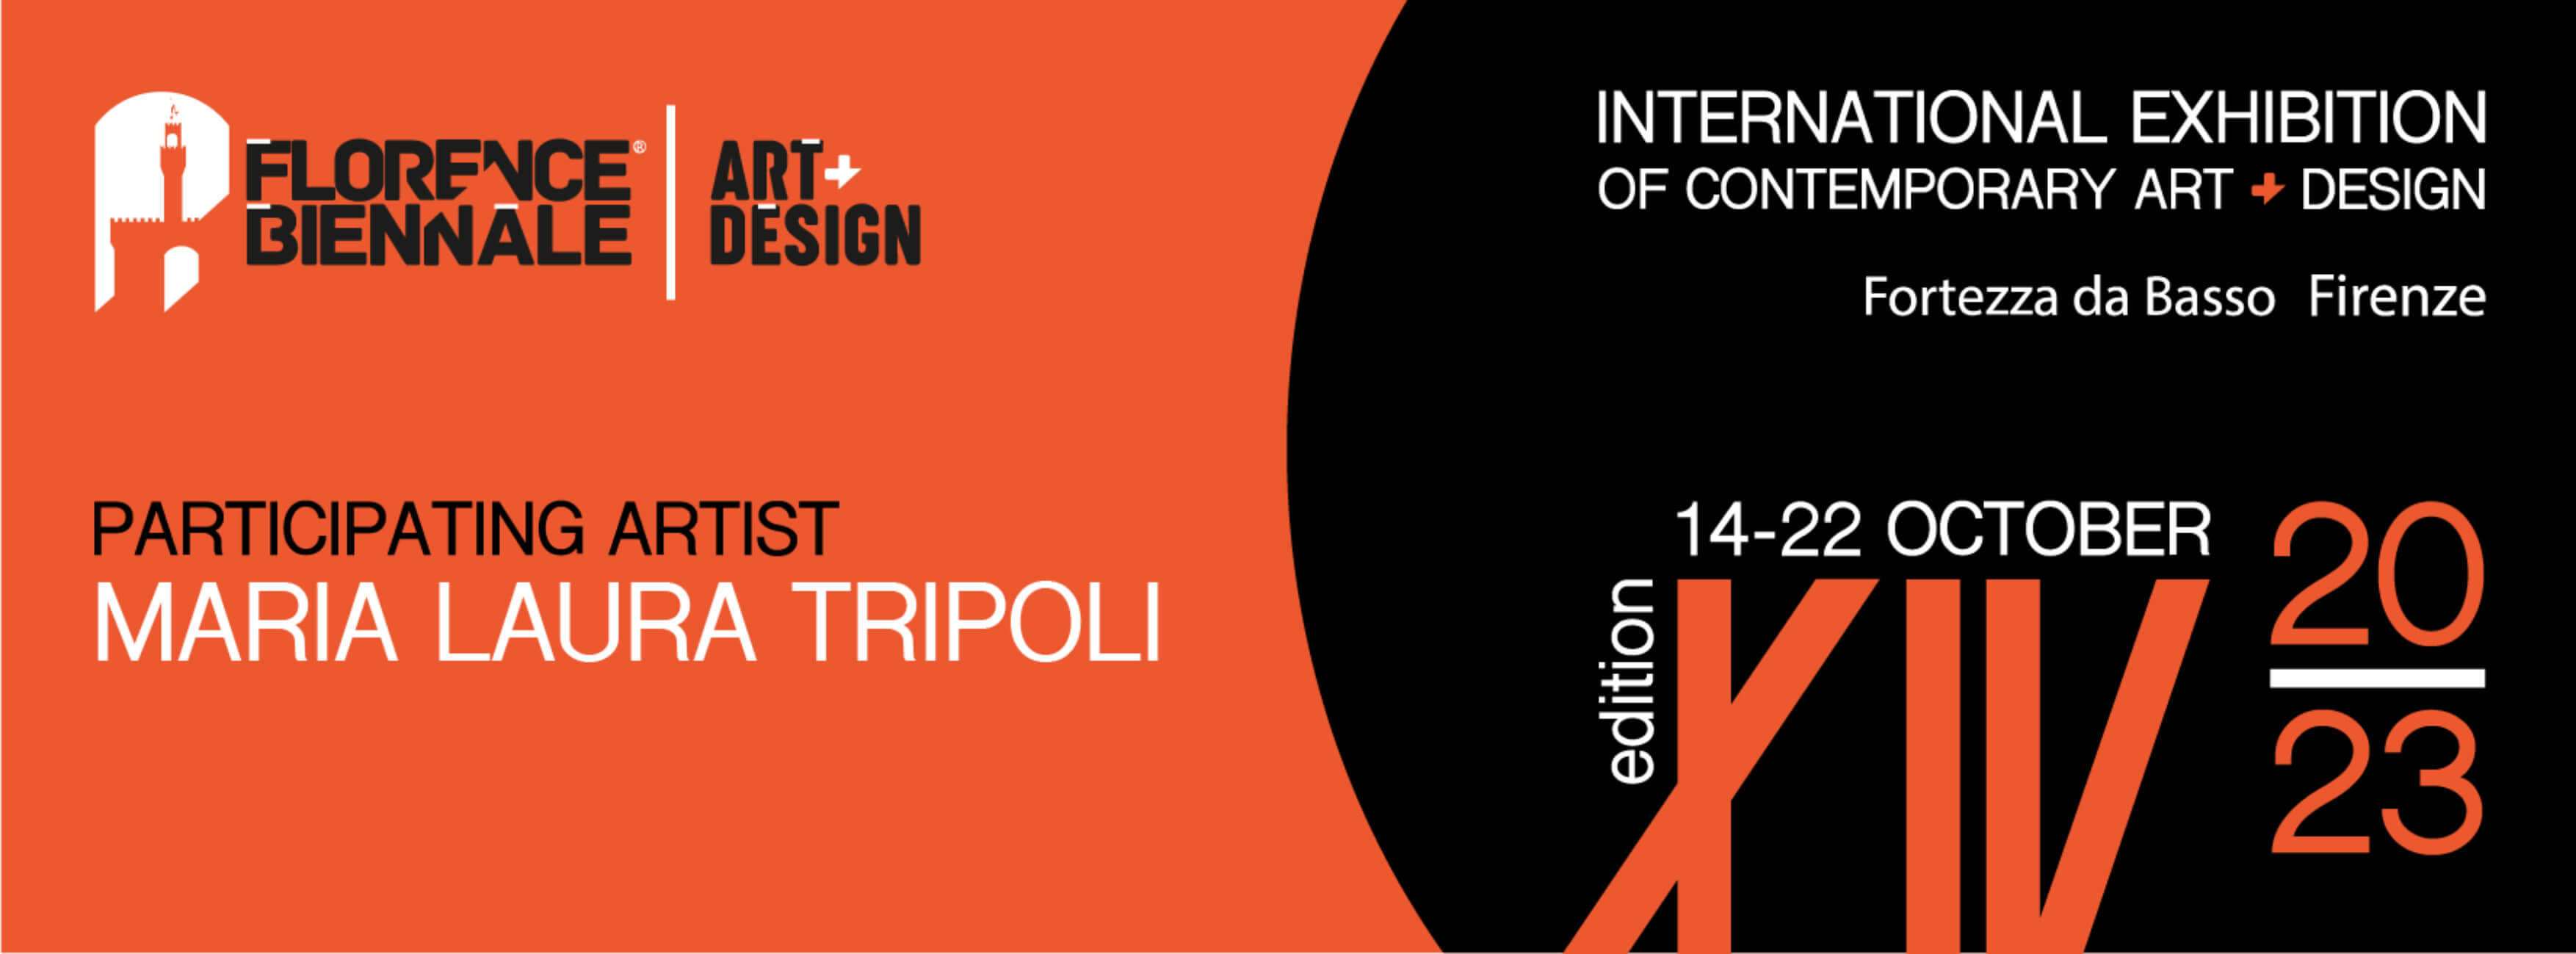 FLORENCE®
BIENNALE
ART+
DESIGN
PARTICIPATING ARTIST
MARIA LAURA TRIPOLI
INTERNATIONAL EXHIBITION
OF CONTEMPORARY ART + DESIGN
Fortezza da Basso Firenze
14-22 OCTOBER
edition
XIV
20
23